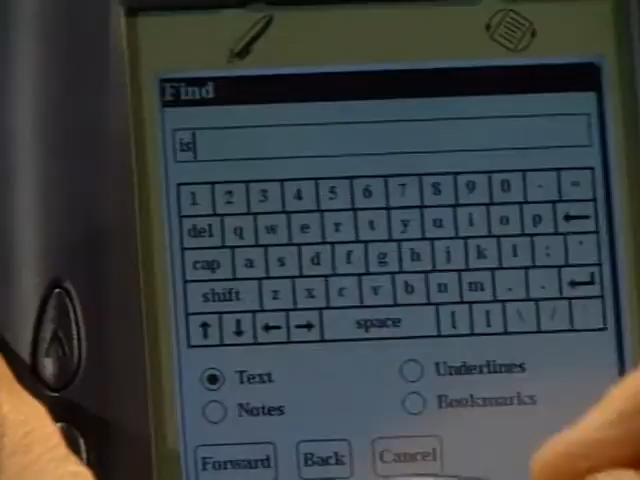 Find
is
1 2 3 4 5 6 7 8 9 0 - =
del q w e r t y u i o p ←
cap a s d f g h j k l ; '
shift z x c v b n m , . ↵
↑ ↓ ← → space [ ] \ /
Text Underlines
Notes Bookmarks
Forward Back Cancel